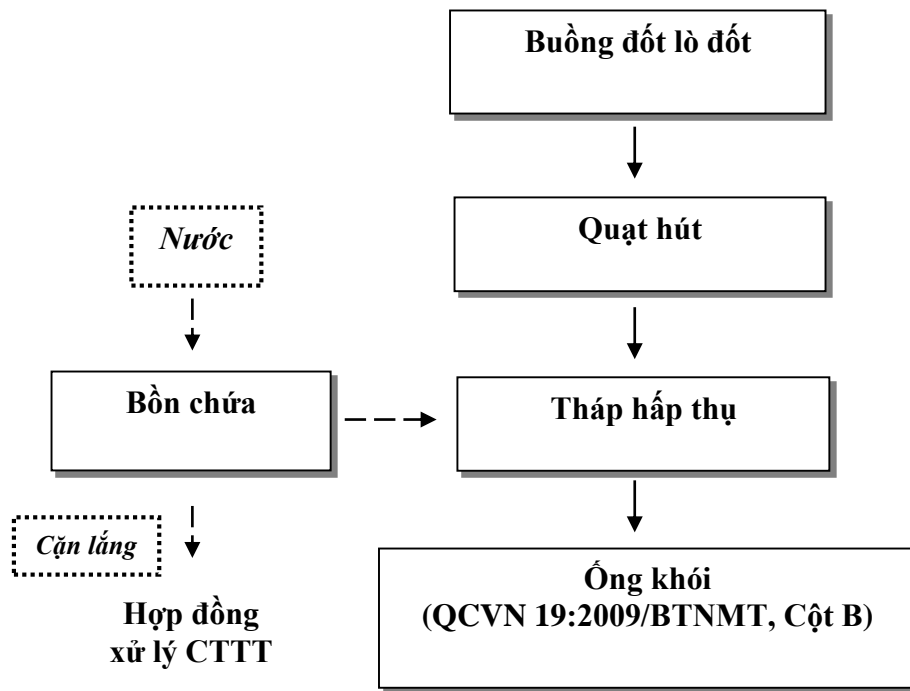 Buồng đốt lò đốt
Quạt hút
Nước
Bồn chứa
Tháp hấp thụ
Cặn lắng
Hợp đồng
xử lý CTTT
Ống khói
(QCVN 19:2009/BTNMT, Cột B)